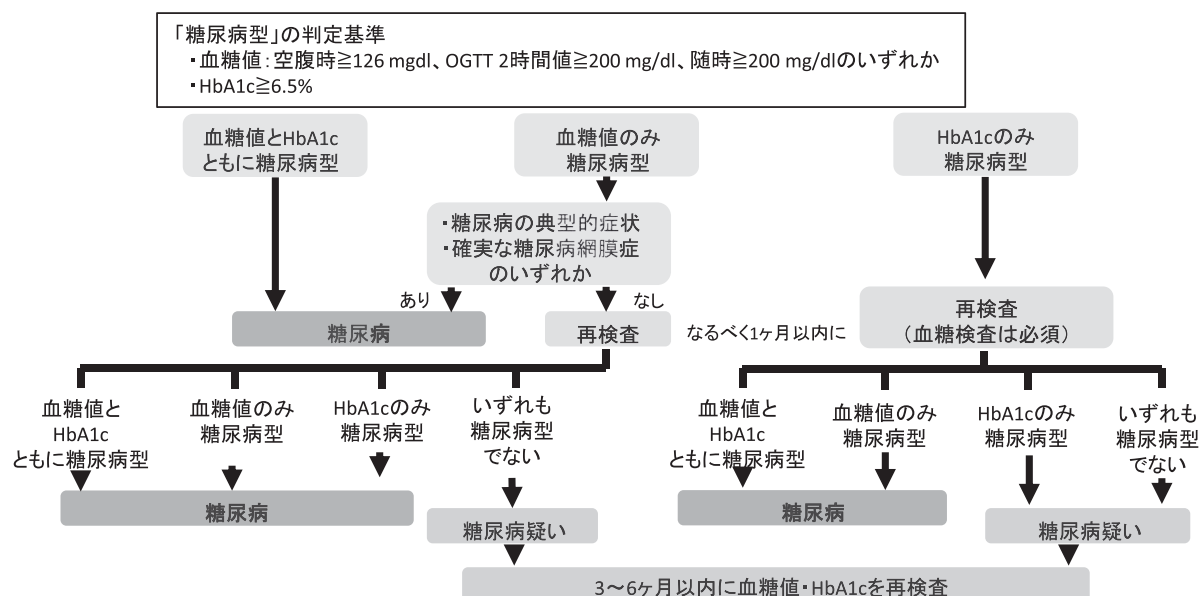 「糖尿病型」の判定基準
・血糖値:空腹時≧126 mgdl、OGTT 2時間値≧200 mg/dl、随時≧200 mg/dlのいずれか
・HbA1c≧6.5%
血糖値とHbA1c
ともに糖尿病型
血糖値のみ
糖尿病型
HbA1cのみ
糖尿病型
・糖尿病の典型的症状
・確実な糖尿病網膜症
のいずれか
あり
なし
糖尿病
再検査
なるべく1ヶ月以内に
再検査
(血糖検査は必須)
血糖値と
HbA1c
ともに糖尿病型
血糖値のみ
糖尿病型
HbA1cのみ
糖尿病型
いずれも
糖尿病型
でない
血糖値と
HbA1c
ともに糖尿病型
血糖値のみ
糖尿病型
HbA1cのみ
糖尿病型
いずれも
糖尿病型
でない
糖尿病
糖尿病疑い
糖尿病
糖尿病疑い
3～6ヶ月以内に血糖値・HbA1cを再検査